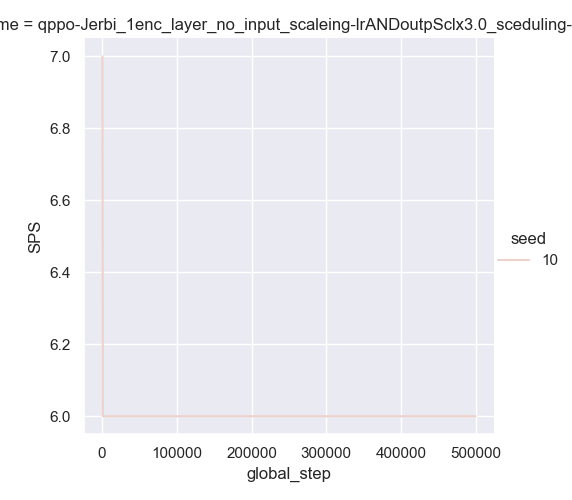 me = qppo-Jerbi_1enc_layer_no_input_scaleing-lrANDoutpSclx3.0_sceduling-
7.0
6.8
6.6
6.4
6.2
6.0
SPS
0 100000 200000 300000 400000 500000
global_step
seed
10